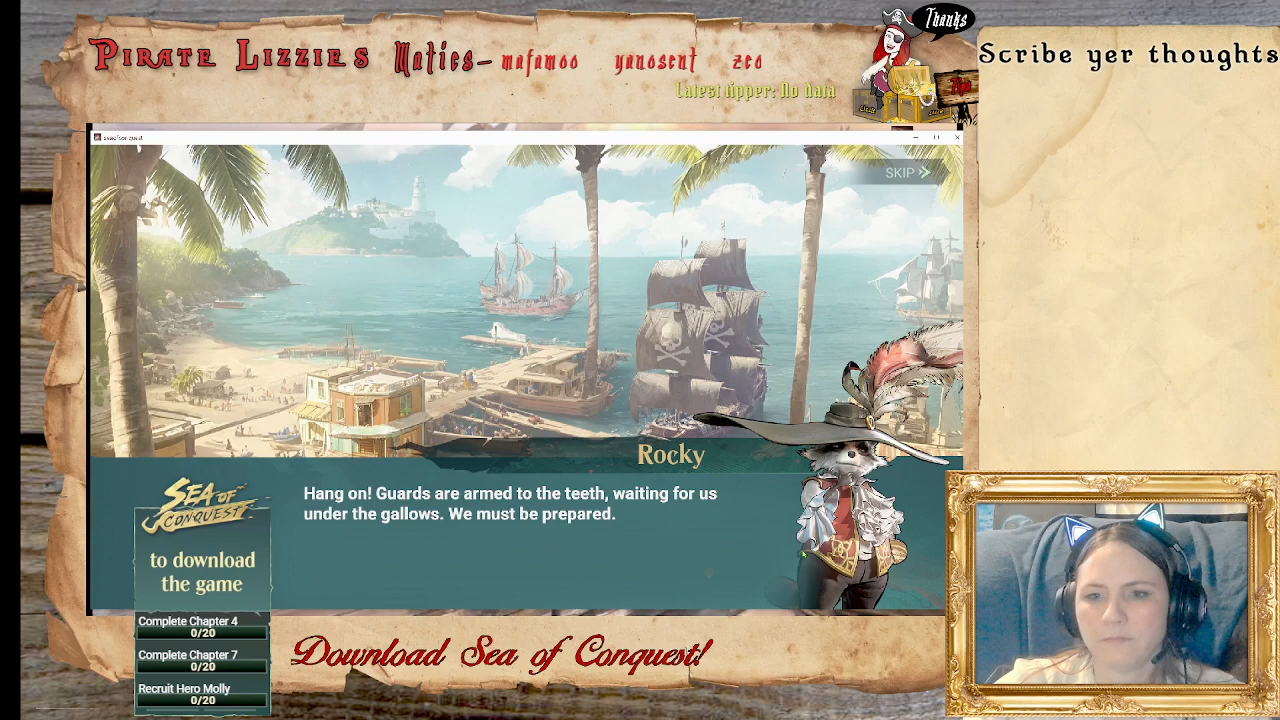 Pirate Lizzies Maties- mafamoo yanosent zeo
Latest tipper: No data
Thanks
Tips
Scribe yer thoughts
SKIP
Rocky
Hang on! Guards are armed to the teeth, waiting for us
under the gallows. We must be prepared.
SEA OF
CONQUEST
to download
the game
Complete Chapter 4
0/20
Complete Chapter 7
0/20
Recruit Hero Molly
0/20
Download Sea of Conquest!